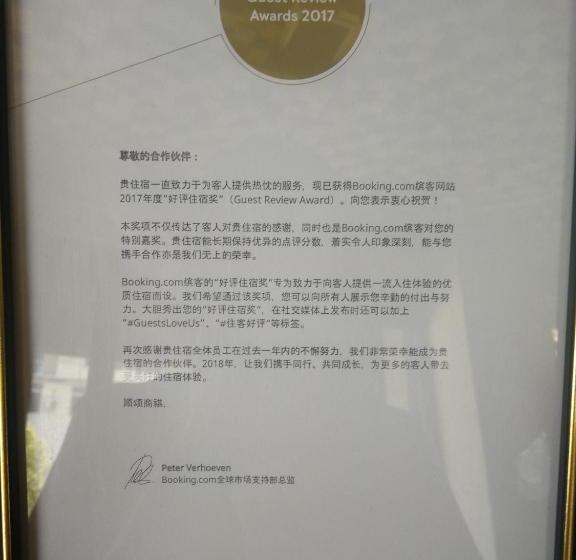 Guest Review
Awards 2017
尊敬的合作伙伴：
贵住宿一直致力于为客人提供热忱的服务，现已获得Booking.com缤客网站
2017年度“好评住宿奖”（Guest Review Award）。向您表示衷心祝贺！
本奖项不仅传达了客人对贵住宿的感谢，同时也是Booking.com缤客对您的
特别嘉奖。贵住宿能长期保持优异的点评分数，着实令人印象深刻，能与您
携手合作亦是我们无上的荣幸。
Booking.com缤客的“好评住宿奖”专为致力于向客人提供一流入住体验的优
质住宿而设。我们希望通过该奖项，您可以向所有人展示您辛勤的付出与努
力。大胆秀出您的“好评住宿奖”，在社交媒体上发布时还可以加上
“#GuestsLoveUs”、“#住客好评”等标签。
再次感谢贵住宿全体员工在过去一年内的不懈努力，我们非常荣幸能成为贵
住宿的合作伙伴。2018年，让我们携手同行、共同成长，为更多的客人带去
的住宿体验。
顺颂商祺，
Peter Verhoeven
Booking.com全球市场支持部总监